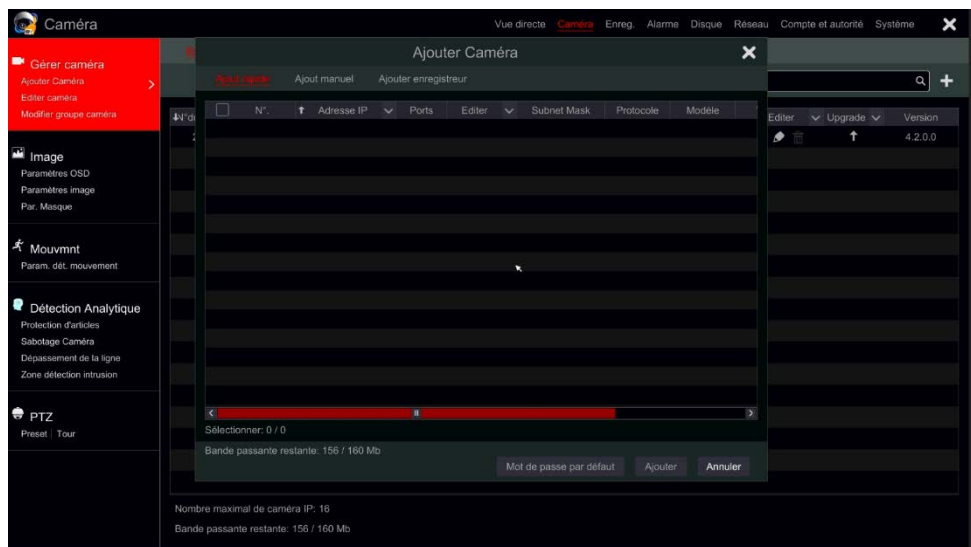 Caméra
Vue directe Caméra Enreg. Alarme Disque Réseau Compte et autorité Système
Gérer caméra
Ajouter Caméra
Editer caméra
Modifier groupe caméra
Image
Paramètres OSD
Paramètres image
Par. Masque
Mouvmnt
Param. dét. mouvement
Détection Analytique
Protection d'articles
Sabotage Caméra
Dépassement de la ligne
Zone détection intrusion
PTZ
Preset | Tour
Ajouter Caméra
Ajout rapide Ajout manuel Ajouter enregistreur
N°. Adresse IP Ports Editer Subnet Mask Protocole Modèle
Sélectionner: 0 / 0
Bande passante restante: 156 / 160 Mb
Mot de passe par défaut Ajouter Annuler
Editer Upgrade Version
4.2.0.0
Nombre maximal de caméra IP: 16
Bande passante restante: 156 / 160 Mb